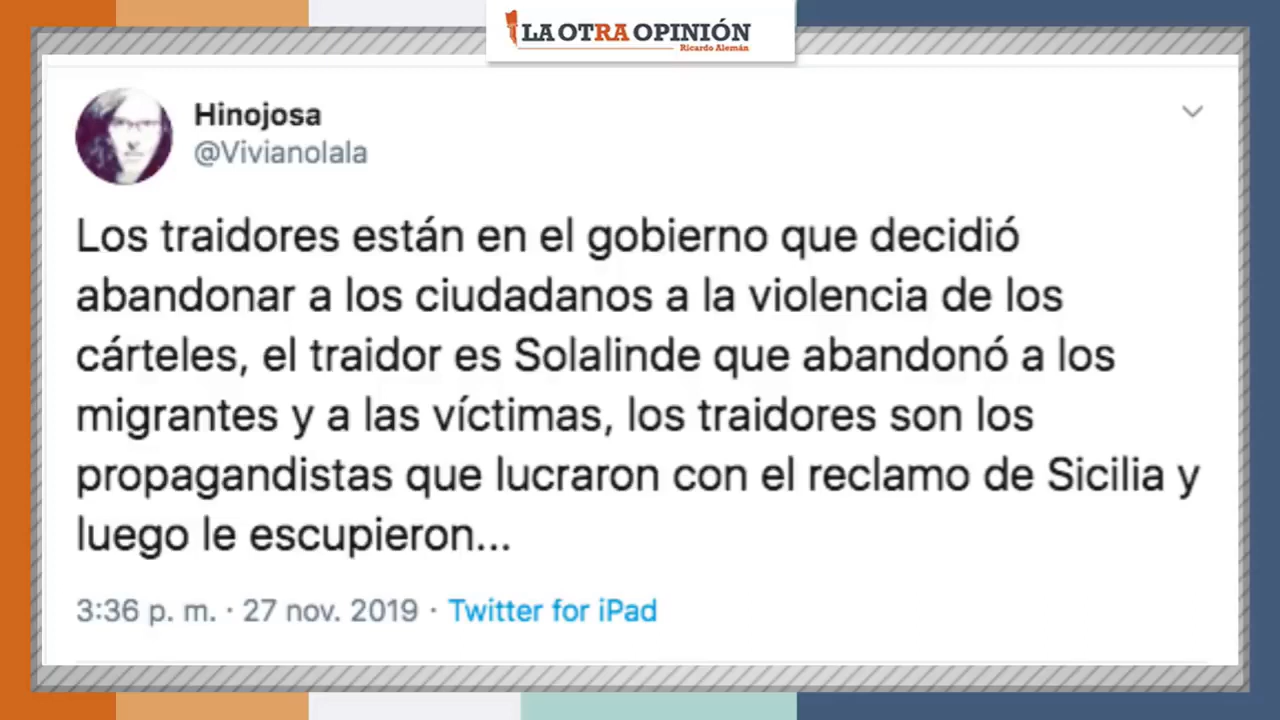 LA OTRA OPINIÓN
Ricardo Alemán
Hinojosa
@Vivianolala
Los traidores están en el gobierno que decidió
abandonar a los ciudadanos a la violencia de los
cárteles, el traidor es Solalinde que abandonó a los
migrantes y a las víctimas, los traidores son los
propagandistas que lucraron con el reclamo de Sicilia y
luego le escupieron...
3:36 p. m. · 27 nov. 2019 · Twitter for iPad